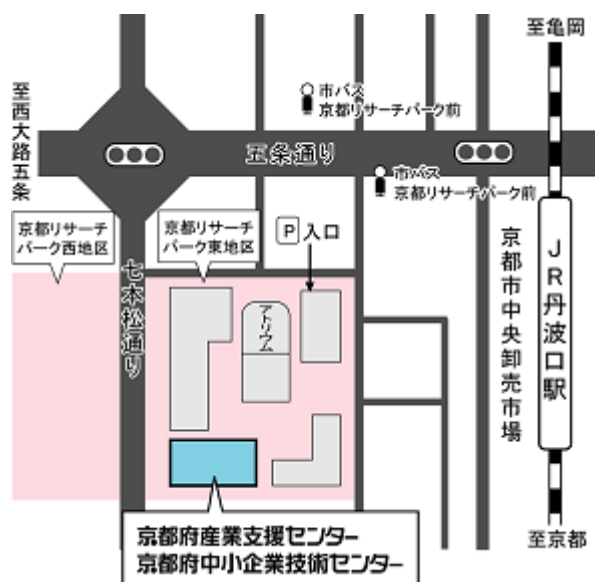 至亀岡
市バス
京都リサーチパーク前
至西大路五条
五条通り
市バス
京都リサーチパーク前
京都リサーチ
パーク西地区
京都リサーチ
パーク東地区
P 入口
七本松通り
アトリウム
京都市中央卸売市場
JR丹波口駅
京都府産業支援センター
京都府中小企業技術センター
至京都